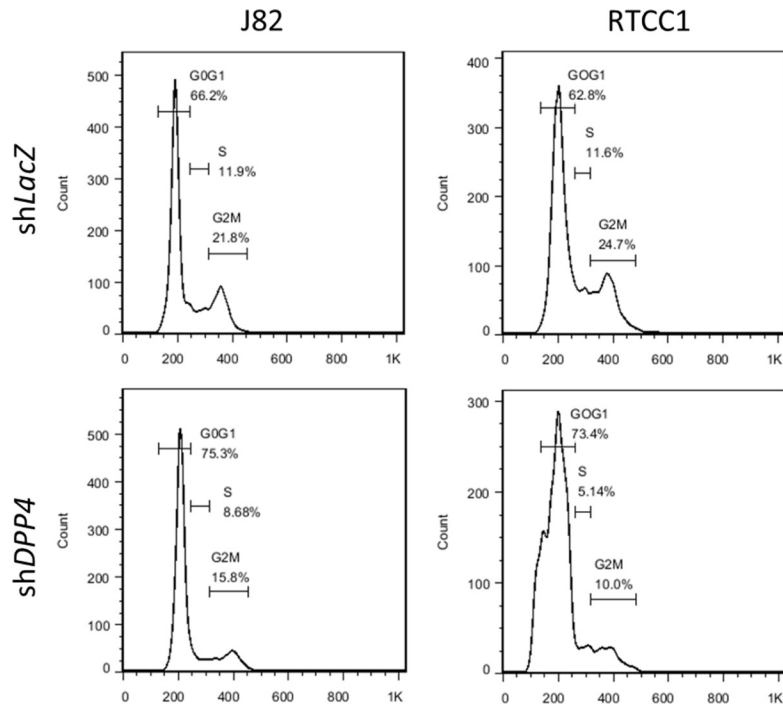 J82
RTCC1
shLacZ
500
400
300
200
100
0
Count
G0G1
66.2%
S
11.9%
G2M
21.8%
0 200 400 600 800 1K
400
300
200
100
0
Count
GOG1
62.8%
S
11.6%
G2M
24.7%
0 200 400 600 800 1K
shDPP4
500
400
300
200
100
0
Count
G0G1
75.3%
S
8.68%
G2M
15.8%
0 200 400 600 800 1K
300
200
100
0
Count
GOG1
73.4%
S
5.14%
G2M
10.0%
0 200 400 600 800 1K